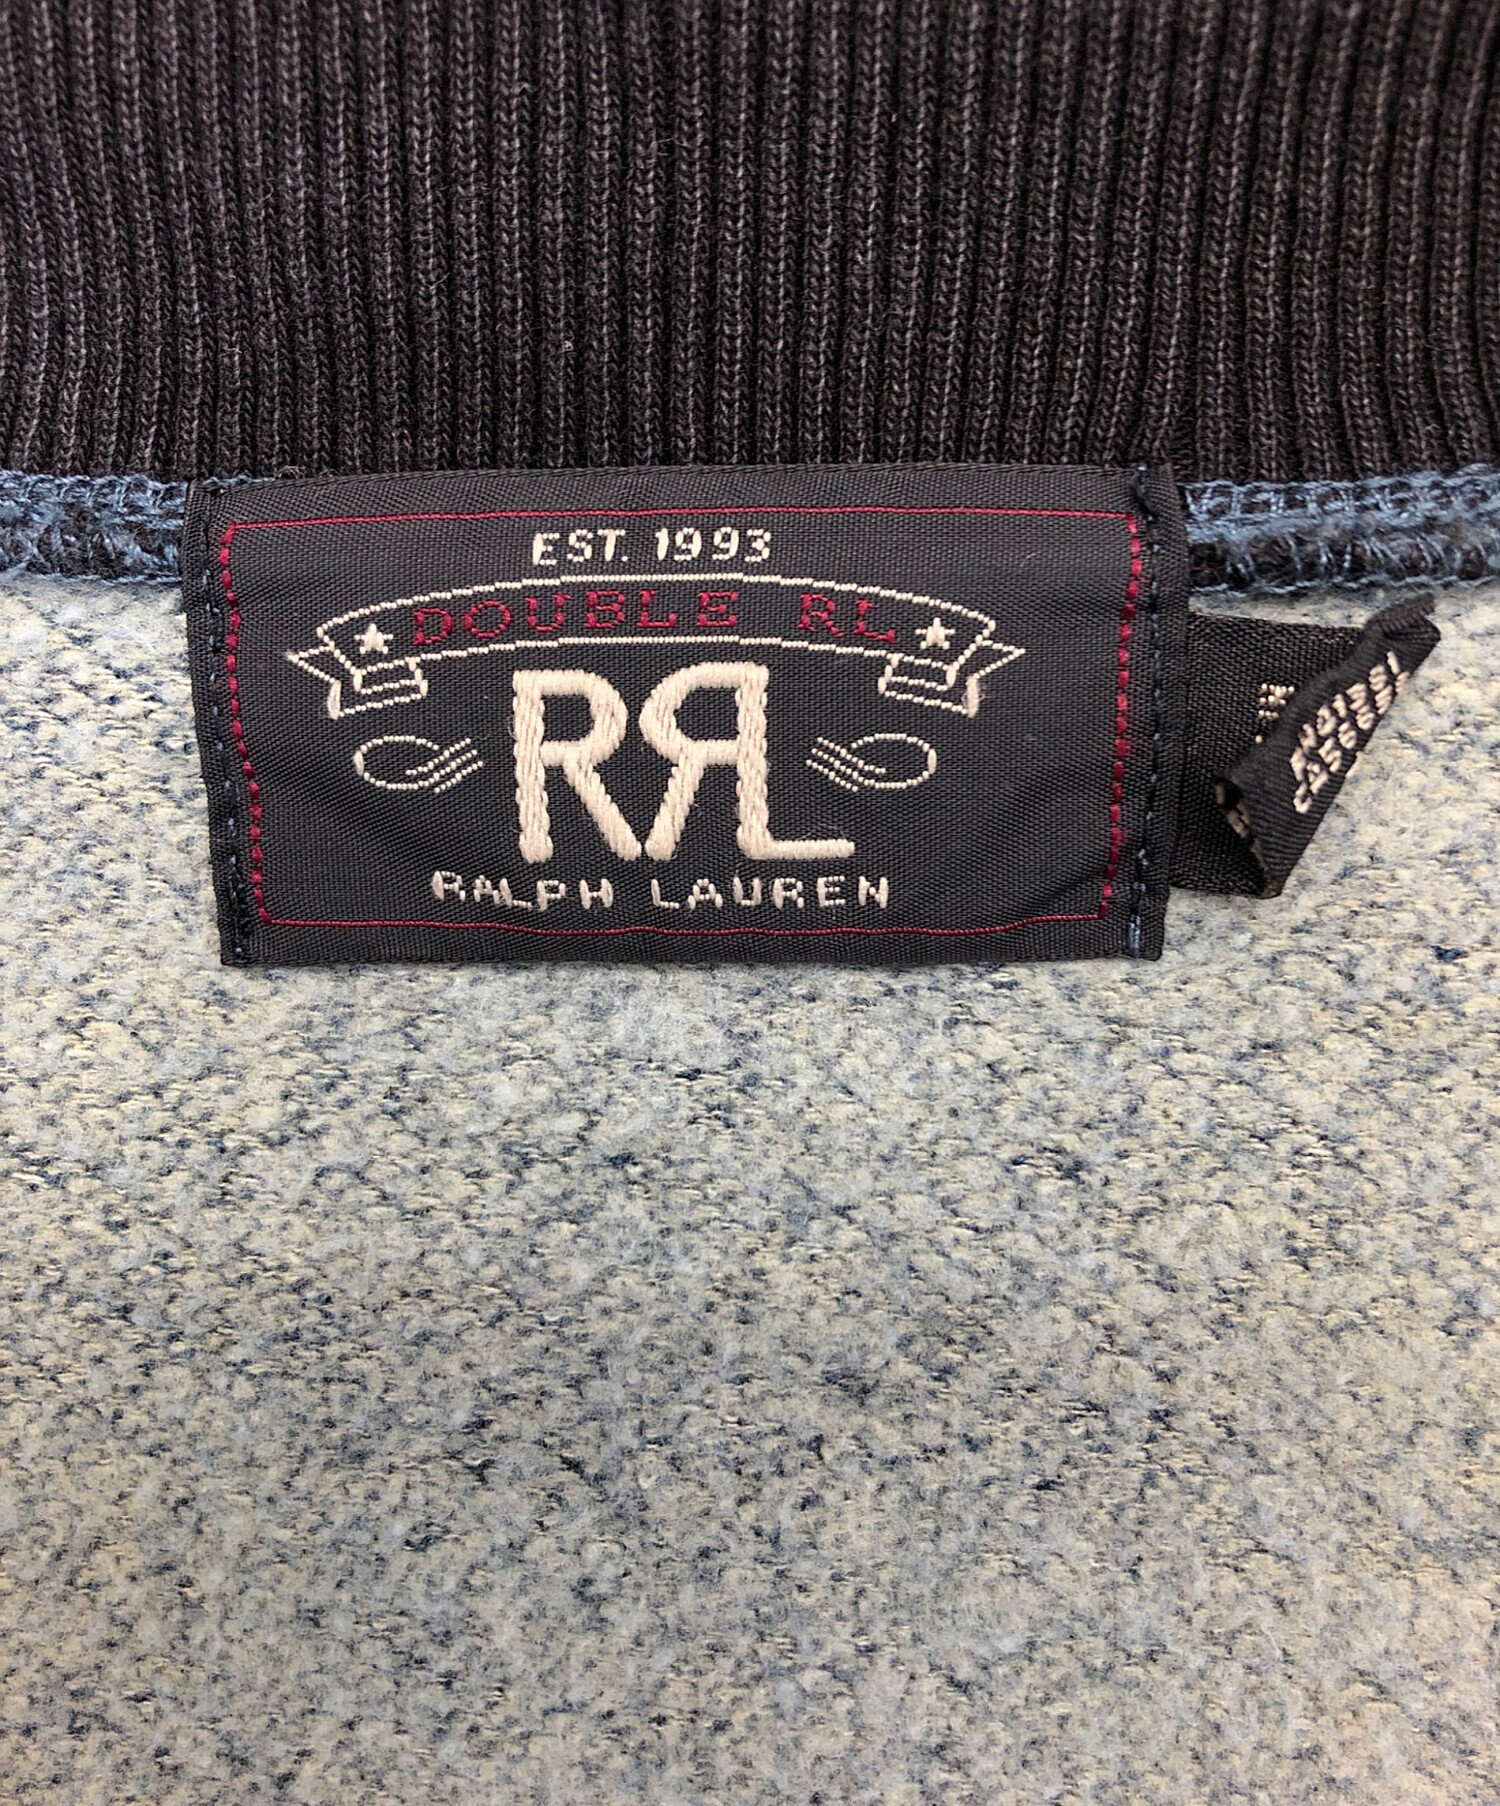 EST. 1993
DOUBLE RL
RRL
RALPH LAUREN